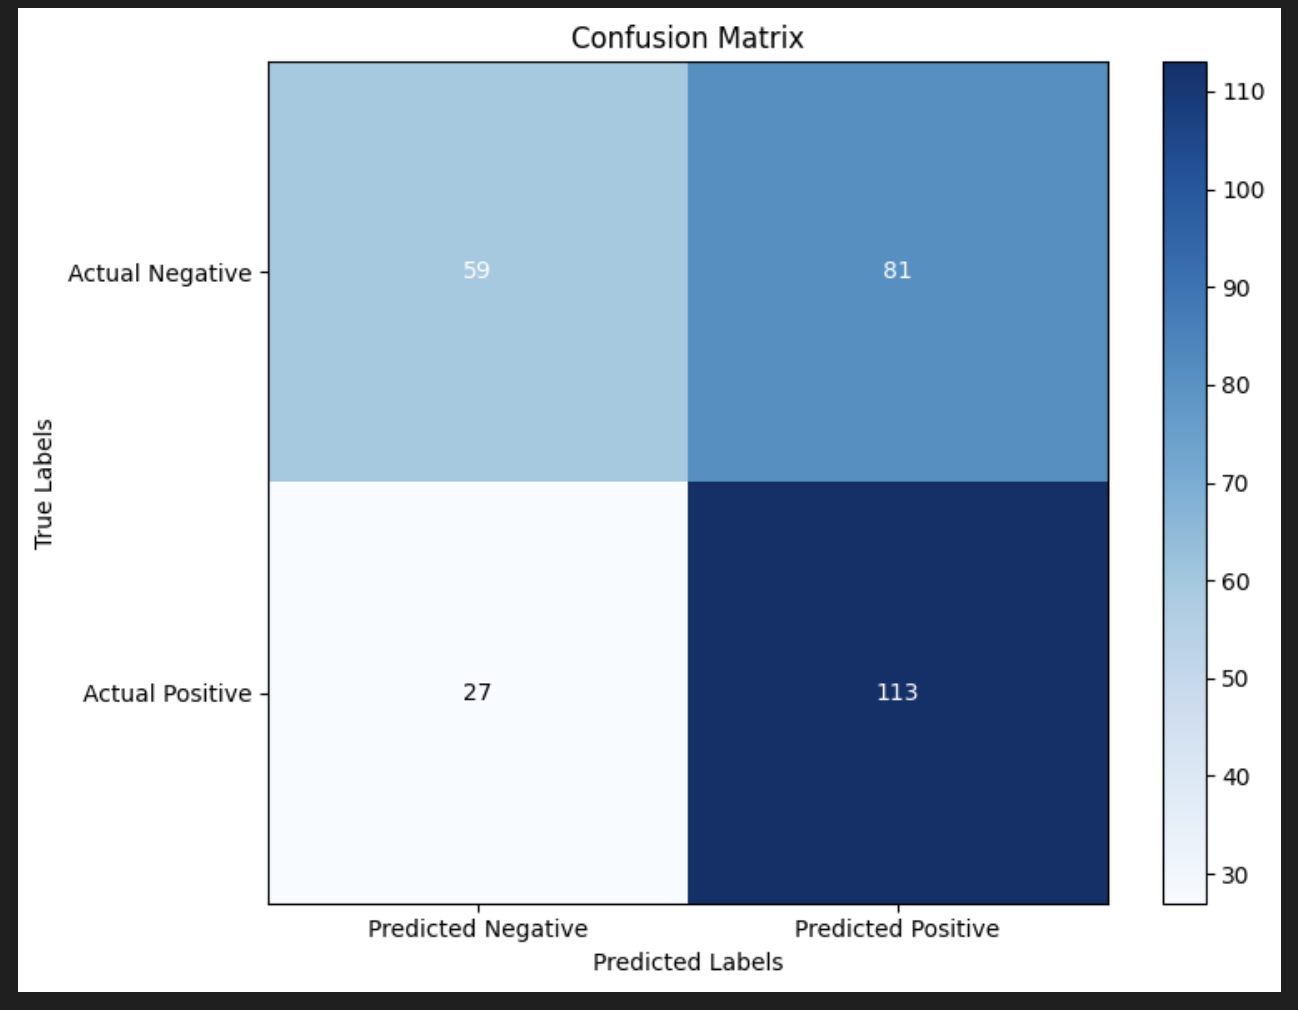 Confusion Matrix
Actual Negative
59
81
Actual Positive
27
113
True Labels
Predicted Negative
Predicted Positive
Predicted Labels
110
100
90
80
70
60
50
40
30